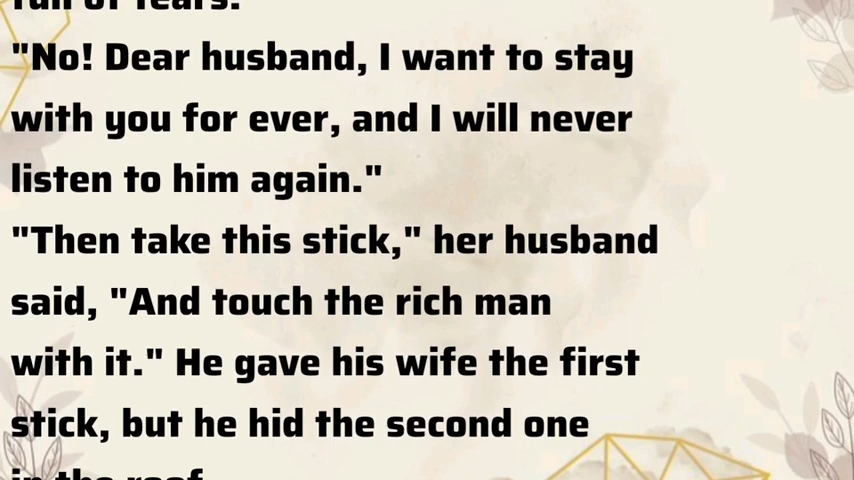 full of fears.
"No! Dear husband, I want to stay
with you for ever, and I will never
listen to him again."
"Then take this stick," her husband
said, "And touch the rich man
with it." He gave his wife the first
stick, but he hid the second one
in the roof